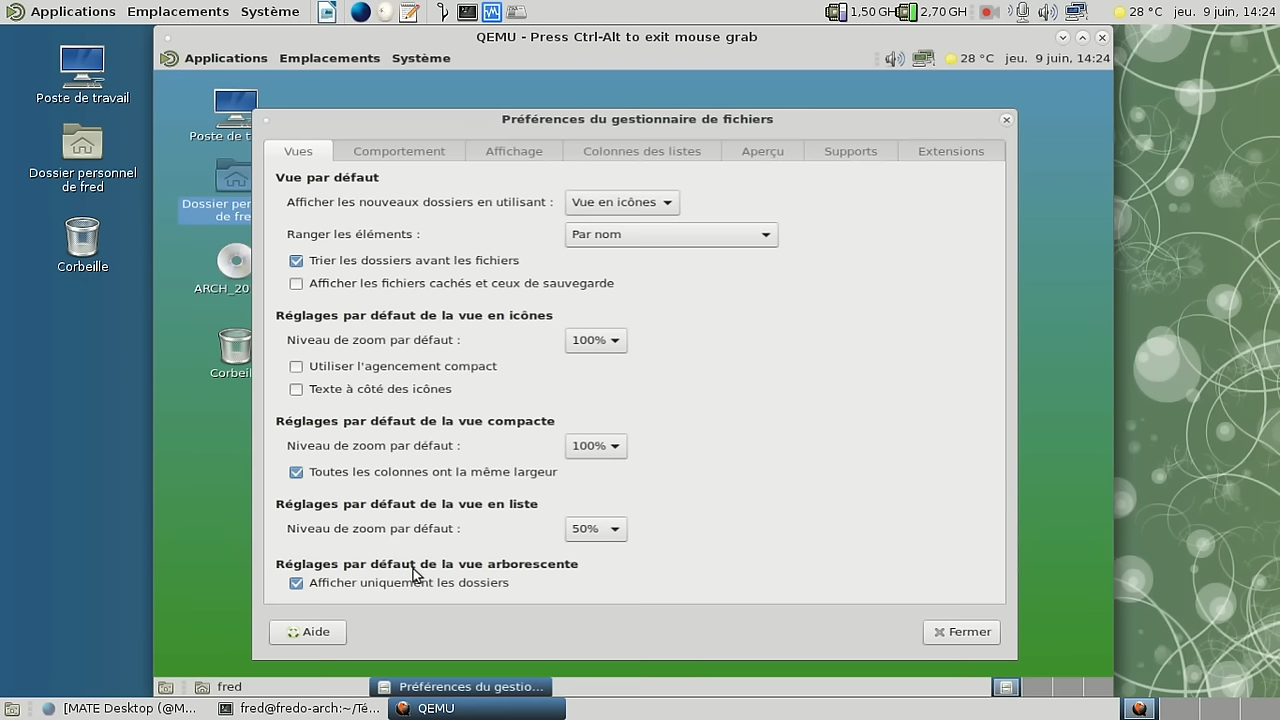 Applications Emplacements Système 1,50 GH 2,70 GH 28 °C jeu. 9 juin, 14:24
QEMU - Press Ctrl-Alt to exit mouse grab
Applications Emplacements Système 28 °C jeu. 9 juin, 14:24
Poste de travail
Dossier personnel
de fred
Corbeille
Poste de t
Dossier per
de fre
ARCH_20
Corbeil
Préférences du gestionnaire de fichiers
Vues Comportement Affichage Colonnes des listes Aperçu Supports Extensions
Vue par défaut
Afficher les nouveaux dossiers en utilisant : Vue en icônes
Ranger les éléments : Par nom
Trier les dossiers avant les fichiers
Afficher les fichiers cachés et ceux de sauvegarde
Réglages par défaut de la vue en icônes
Niveau de zoom par défaut : 100%
Utiliser l'agencement compact
Texte à côté des icônes
Réglages par défaut de la vue compacte
Niveau de zoom par défaut : 100%
Toutes les colonnes ont la même largeur
Réglages par défaut de la vue en liste
Niveau de zoom par défaut : 50%
Réglages par défaut de la vue arborescente
Afficher uniquement les dossiers
Aide Fermer
fred Préférences du gestio...
[MATE Desktop (@M... fred@fredo-arch:~/Té... QEMU